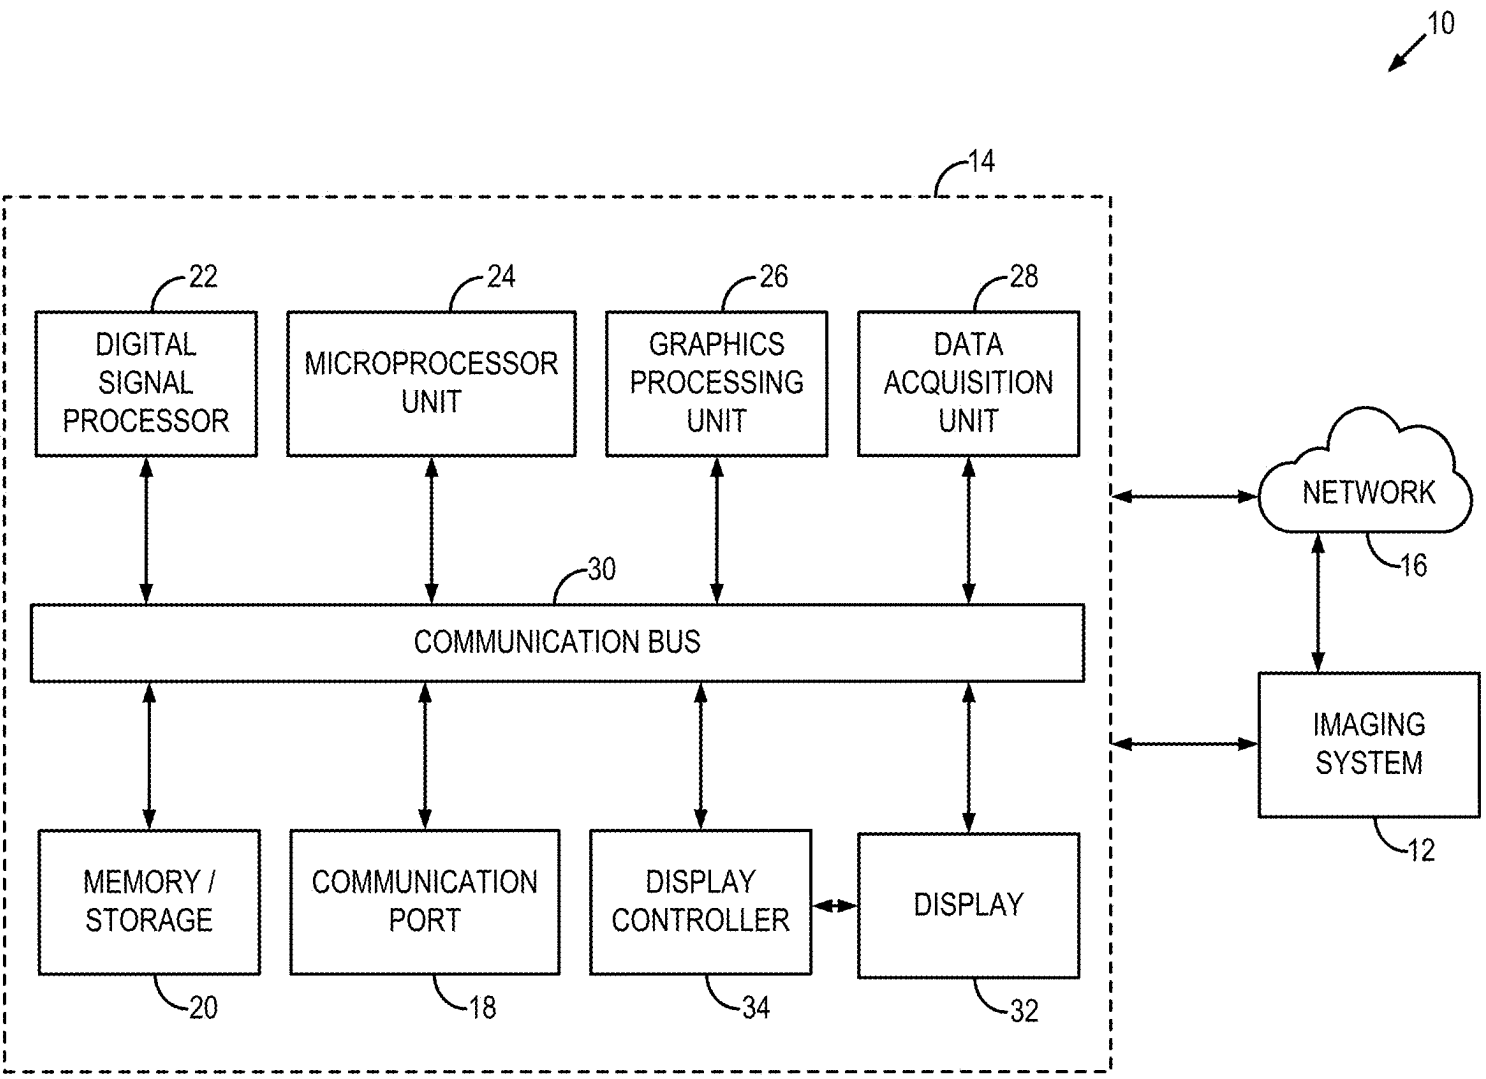 10
14
22
24
26
28
DIGITAL
SIGNAL
PROCESSOR
MICROPROCESSOR
UNIT
GRAPHICS
PROCESSING
UNIT
DATA
ACQUISITION
UNIT
NETWORK
16
30
COMMUNICATION BUS
IMAGING
SYSTEM
12
MEMORY /
STORAGE
COMMUNICATION
PORT
DISPLAY
CONTROLLER
DISPLAY
20
18
34
32